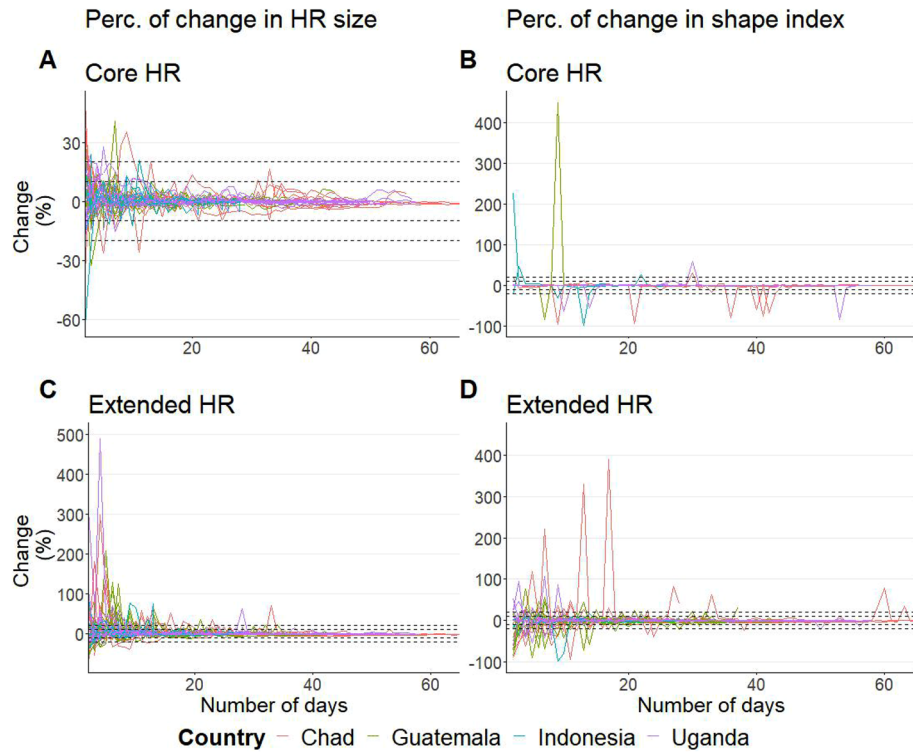 Perc. of change in HR size
Perc. of change in shape index
A
Core HR
B
Core HR
Change
(%)
30
0
-30
-60
20
40
60
400
300
200
100
0
-100
20
40
60
C
Extended HR
D
Extended HR
Change
(%)
500
400
300
200
100
0
20
40
60
Number of days
400
300
200
100
0
-100
20
40
60
Number of days
Country Chad Guatemala Indonesia Uganda